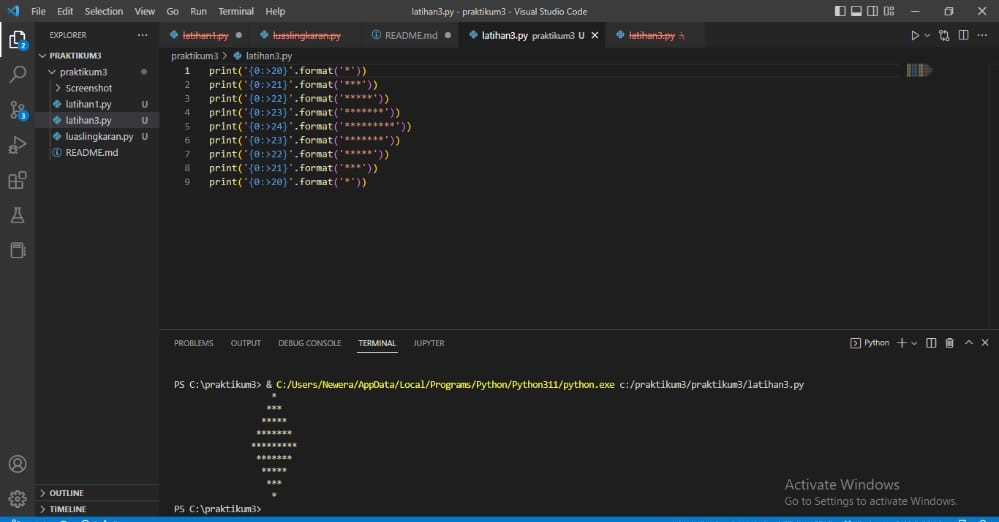 File Edit Selection View Go Run Terminal Help
latihan3.py - praktikum3 - Visual Studio Code
EXPLORER
PRAKTIKUM3
praktikum3
Screenshot
latihan1.py U
latihan3.py U
luaslingkaran.py U
README.md
OUTLINE
TIMELINE
2
3
latihan1.py
luaslingkaran.py
README.md
latihan3.py praktikum3 U
latihan3.py
praktikum3 > latihan3.py
1 print('{0:>20}'.format('*'))
2 print('{0:>21}'.format('***'))
3 print('{0:>22}'.format('*****'))
4 print('{0:>23}'.format('*******'))
5 print('{0:>24}'.format('*********'))
6 print('{0:>23}'.format('*******'))
7 print('{0:>22}'.format('*****'))
8 print('{0:>21}'.format('***'))
9 print('{0:>20}'.format('*'))
PROBLEMS OUTPUT DEBUG CONSOLE TERMINAL JUPYTER
Python
PS C:\praktikum3> & C:/Users/Newera/AppData/Local/Programs/Python/Python311/python.exe c:/praktikum3/praktikum3/latihan3.py
*
***
*****
*******
*********
*******
*****
***
*
PS C:\praktikum3>
Activate Windows
Go to Settings to activate Windows.